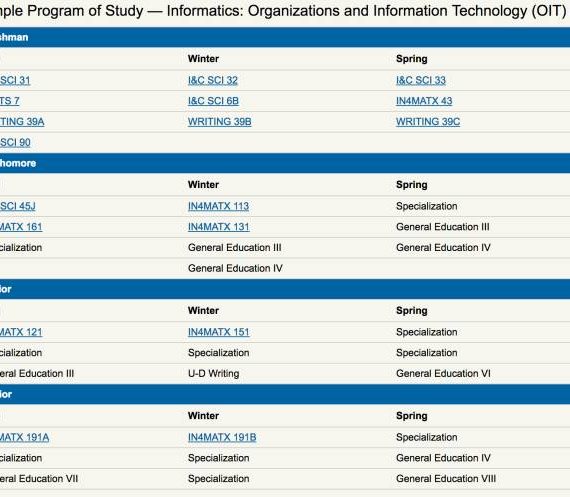 nple Program of Study — Informatics: Organizations and Information Technology (OIT)
shman
Winter Spring
SCI 31 I&C SCI 32 I&C SCI 33
TS 7 I&C SCI 6B IN4MATX 43
TING 39A WRITING 39B WRITING 39C
SCI 90
homore
Winter Spring
SCI 45J IN4MATX 113 Specialization
MATX 161 IN4MATX 131 General Education III
cialization General Education III General Education IV
General Education IV
ior
Winter Spring
MATX 121 IN4MATX 151 Specialization
cialization Specialization Specialization
eral Education III U-D Writing General Education VI
ior
Winter Spring
MATX 191A IN4MATX 191B Specialization
cialization Specialization General Education IV
eral Education VII Specialization General Education VIII